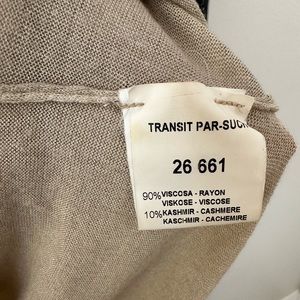 TRANSIT PAR-SUCH
26 661
90% VISCOSA - RAYON
VISKOSE - VISCOSE
10% KASHMIR - CASHMERE
KASCHMIR - CACHEMIRE